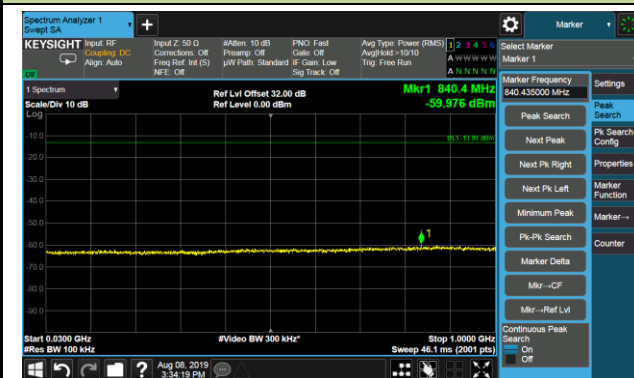 Spectrum Analyzer 1
Swept SA
Marker
KEYSIGHT Input: RF
Coupling: DC
Align: Auto
Input Z: 50 Ω
Corrections: Off
Freq Ref: Int (S)
NFE: Off
#Atten: 10 dB
Preamp: Off
µW Path: Standard
PNO: Fast
Gate: Off
IF Gain: Low
Sig Track: Off
Avg Type: Power (RMS)
Avg|Hold:>10/10
Trig: Free Run
1 2 3 4 5 6
A W W W W W
A N N N N N
Select Marker
Marker 1
1 Spectrum
Scale/Div 10 dB
Log
Ref Lvl Offset 32.00 dB
Ref Level 0.00 dBm
Mkr1 840.4 MHz
-59.976 dBm
DL1 13.00 dBm
-10.0
-20.0
-30.0
-40.0
-50.0
-60.0
-70.0
-80.0
-90.0
1
Start 0.0300 GHz
#Res BW 100 kHz
#Video BW 300 kHz*
Stop 1.0000 GHz
Sweep 46.1 ms (2001 pts)
Marker Frequency
840.435000 MHz
Peak Search
Next Peak
Next Pk Right
Next Pk Left
Minimum Peak
Pk-Pk Search
Marker Delta
Mkr→CF
Mkr→Ref Lvl
Continuous Peak
Search
On
Off
Settings
Peak
Search
Pk Search
Config
Properties
Marker
Function
Marker→
Counter
Aug 08, 2019
3:34:19 PM